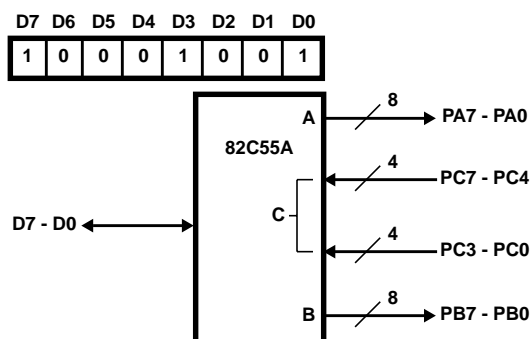 D7 D6 D5 D4 D3 D2 D1 D0
1 0 0 0 1 0 0 1
A 8 PA7 - PA0
82C55A
4 PC7 - PC4
C
D7 - D0
4 PC3 - PC0
B 8 PB7 - PB0